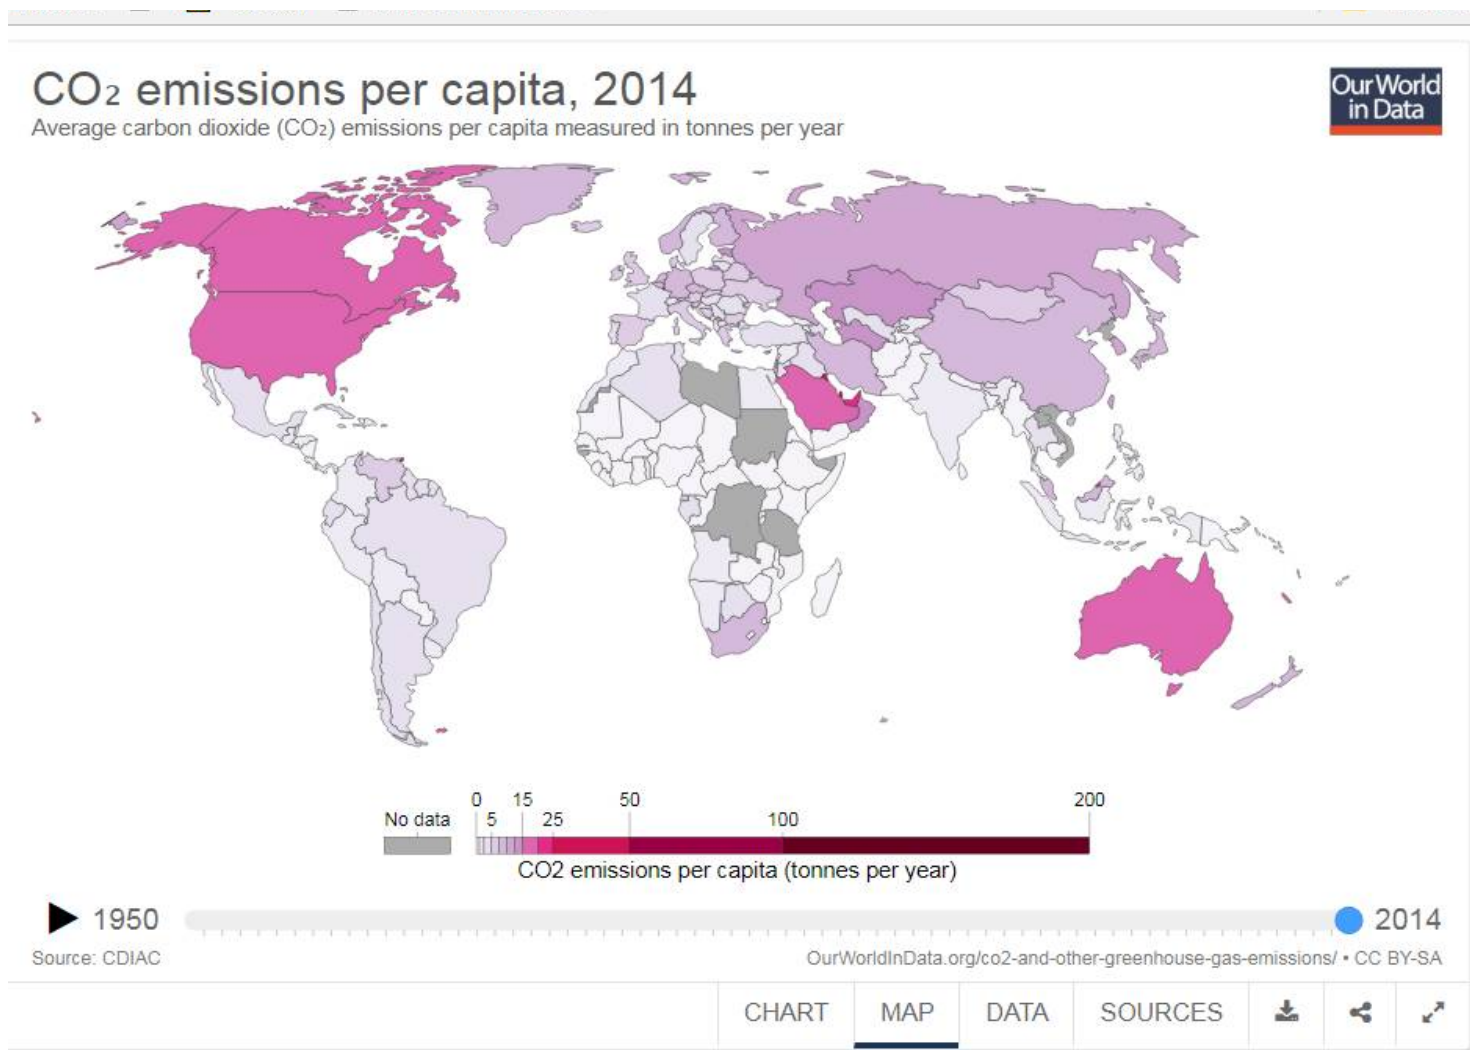 CO₂ emissions per capita, 2014
Average carbon dioxide (CO₂) emissions per capita measured in tonnes per year
Our World
in Data
No data
0 5 15 25 50 100 200
CO2 emissions per capita (tonnes per year)
1950
2014
Source: CDIAC
OurWorldInData.org/co2-and-other-greenhouse-gas-emissions/ • CC BY-SA
CHART MAP DATA SOURCES